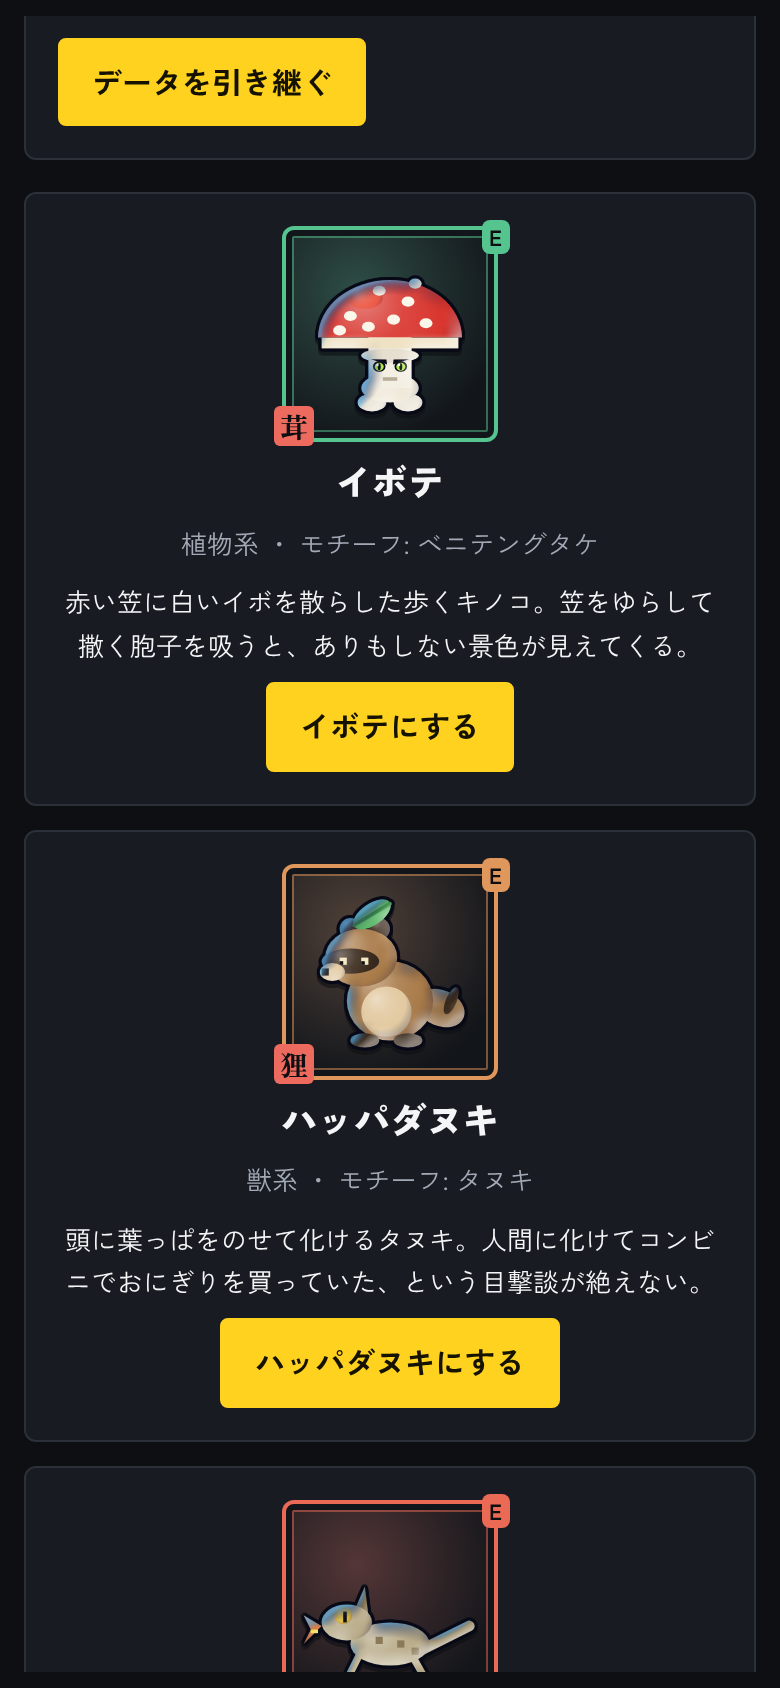 データを引き継ぐ
E
茸
イボテ
植物系 ・ モチーフ: ベニテングタケ
赤い笠に白いイボを散らした歩くキノコ。笠をゆらして
撒く胞子を吸うと、ありもしない景色が見えてくる。
イボテにする
E
狸
ハッパダヌキ
獣系 ・ モチーフ: タヌキ
頭に葉っぱをのせて化けるタヌキ。人間に化けてコンビ
ニでおにぎりを買っていた、という目撃談が絶えない。
ハッパダヌキにする
E